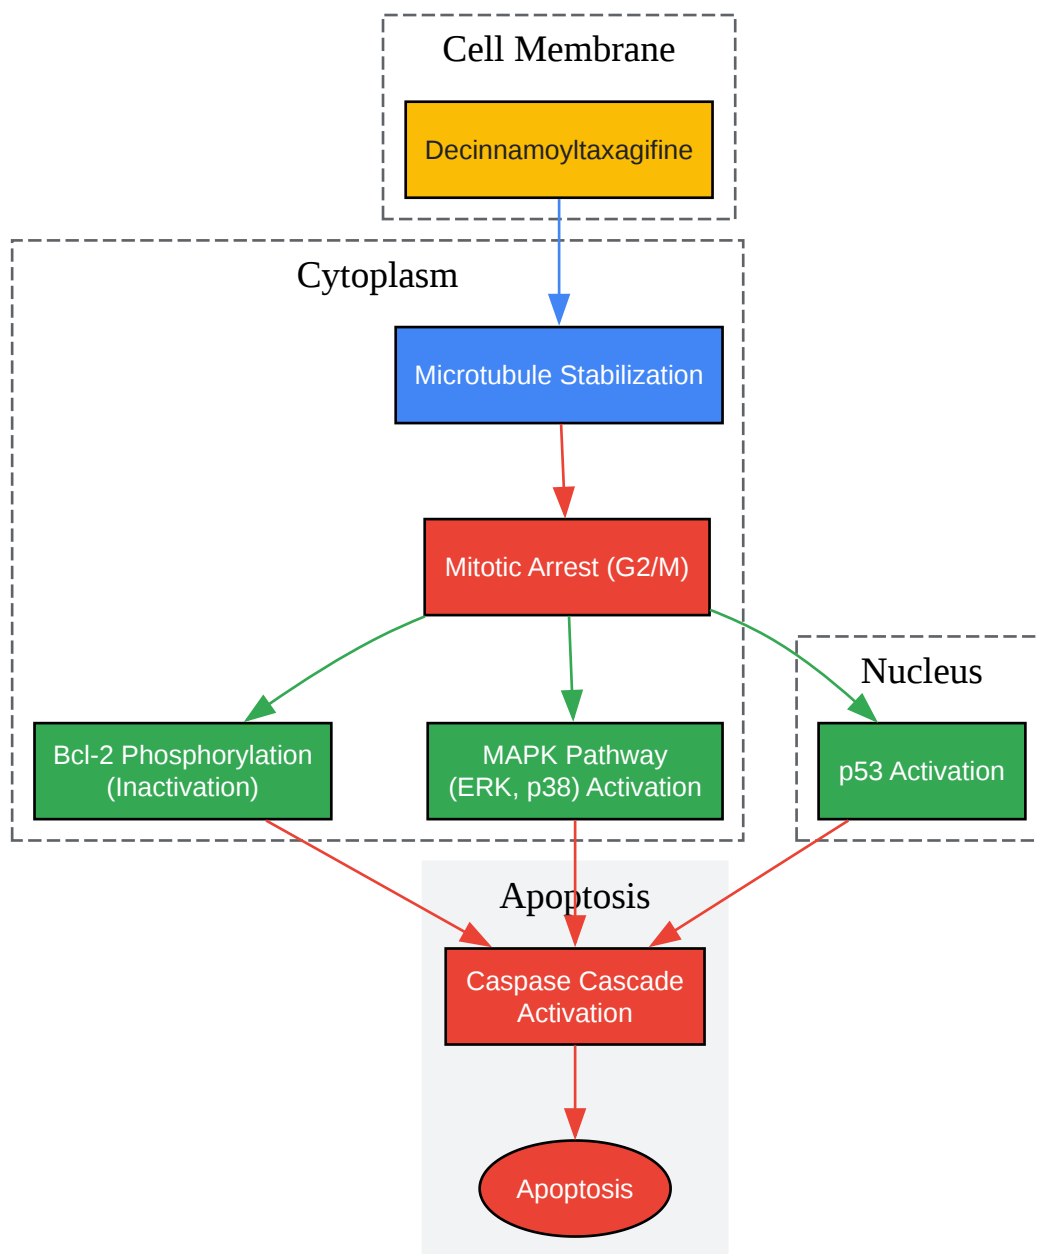 Cell Membrane
Decinnamoyltaxagifine
Cytoplasm
Microtubule Stabilization
Mitotic Arrest (G2/M)
Nucleus
Bcl-2 Phosphorylation
(Inactivation)
MAPK Pathway
(ERK, p38) Activation
p53 Activation
Apoptosis
Caspase Cascade
Activation
Apoptosis